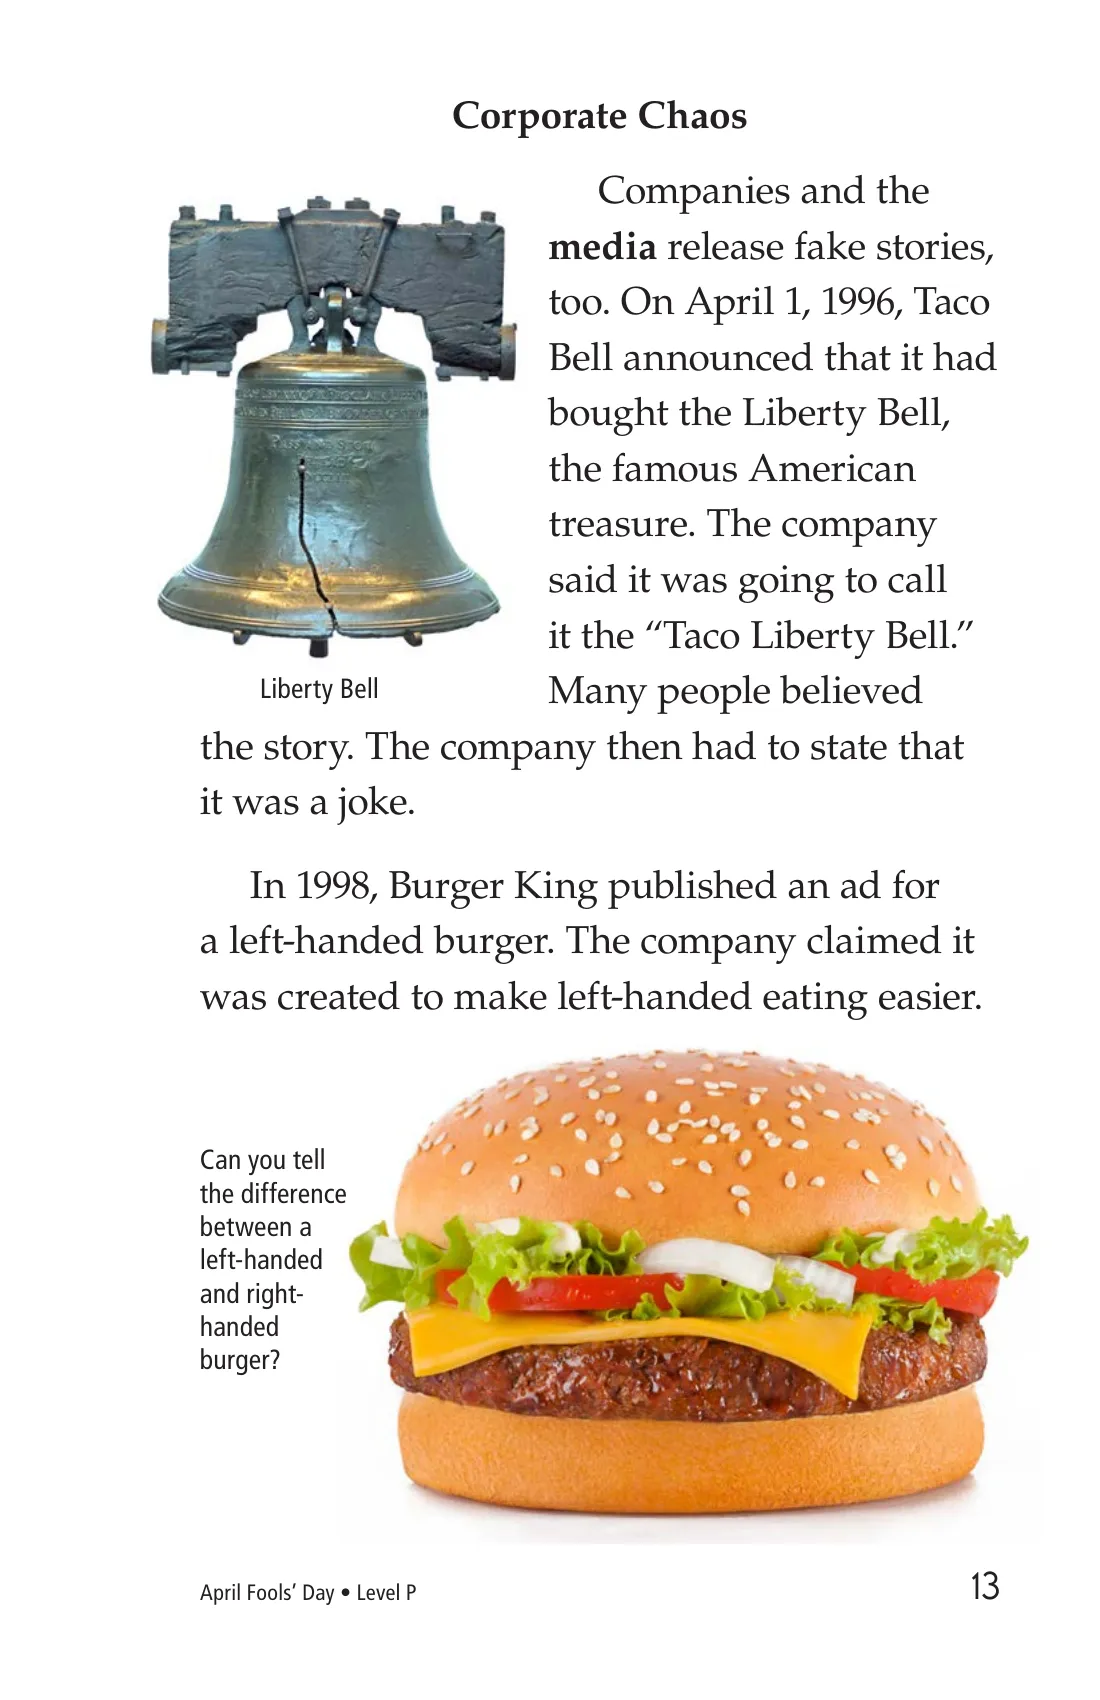 Corporate Chaos
Companies and the
media release fake stories,
too. On April 1, 1996, Taco
Bell announced that it had
bought the Liberty Bell,
the famous American
treasure. The company
said it was going to call
it the “Taco Liberty Bell.”
Many people believed
Liberty Bell
the story. The company then had to state that
it was a joke.
In 1998, Burger King published an ad for
a left-handed burger. The company claimed it
was created to make left-handed eating easier.
Can you tell
the difference
between a
left-handed
and right-
handed
burger?
April Fools’ Day • Level P
13